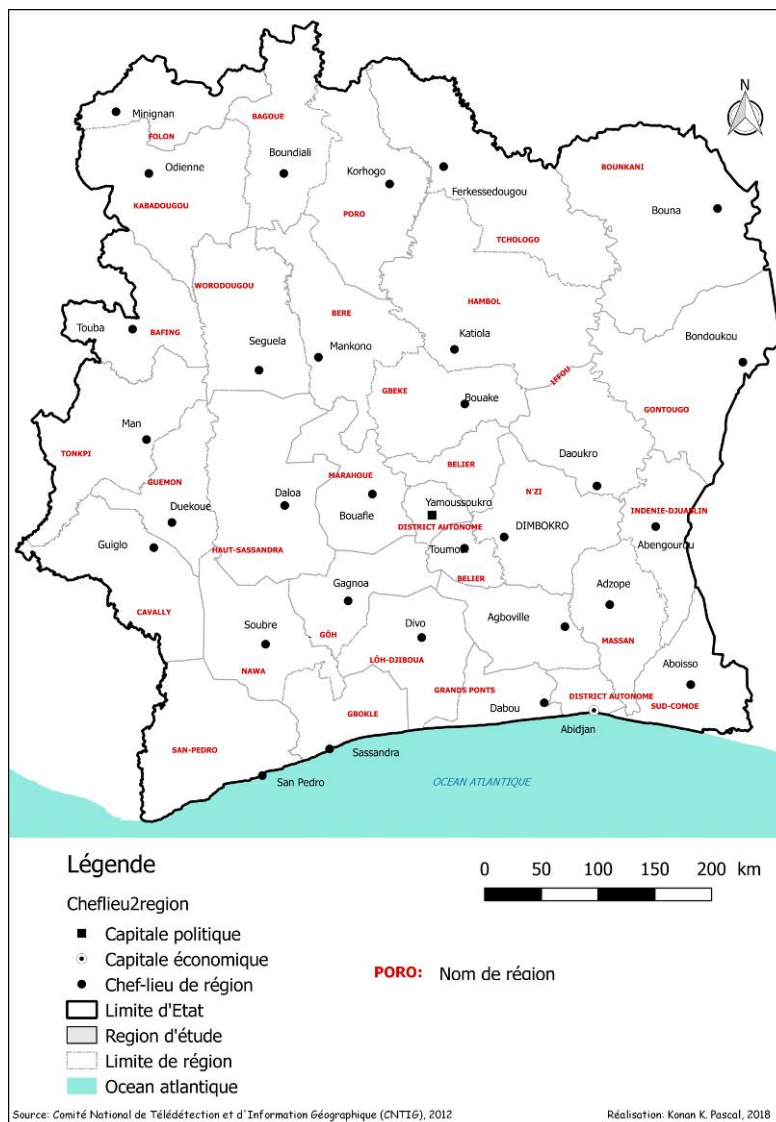 N
Minignan
BAGOUE
FOLON
Odienne
Boundiali
Korhogo
Ferkessedougou
BOUNKANI
KABADOUGOU
PORO
Bouna
TCHOLOGO
WORODOUGOU
HAMBOL
BERE
Touba
BAFING
Katiola
Bondoukou
Seguela
Mankono
IFFOU
GBEKE
Bouake
GONTOUGO
Man
TONKPI
Daoukro
BELIER
GUEMON
MARAHOUE
Daloa
N'ZI
Bouafle
Yamoussoukro
INDENIE-DJUABLIN
Duekoue
DISTRICT AUTONOME
DIMBOKRO
Abengourou
Guiglo
HAUT-SASSANDRA
Toumodi
BELIER
Gagnoa
Adzope
CAVALLY
Soubre
GÔH
Divo
Agboville
MASSAN
NAWA
LÔH-DJIBOUA
Aboisso
GRANDS PONTS
DISTRICT AUTONOME
Dabou
SUD-COMOE
GBOKLE
Abidjan
SAN-PEDRO
Sassandra
San Pedro
OCEAN ATLANTIQUE
Légende
0 50 100 150 200 km
Cheflieu2region
Capitale politique
Capitale économique
Chef-lieu de région
PORO: Nom de région
Limite d'Etat
Region d'étude
Limite de région
Ocean atlantique
Source: Comité National de Télédétection et d'Information Géographique (CNTIG), 2012
Réalisation: Konan K. Pascal, 2018